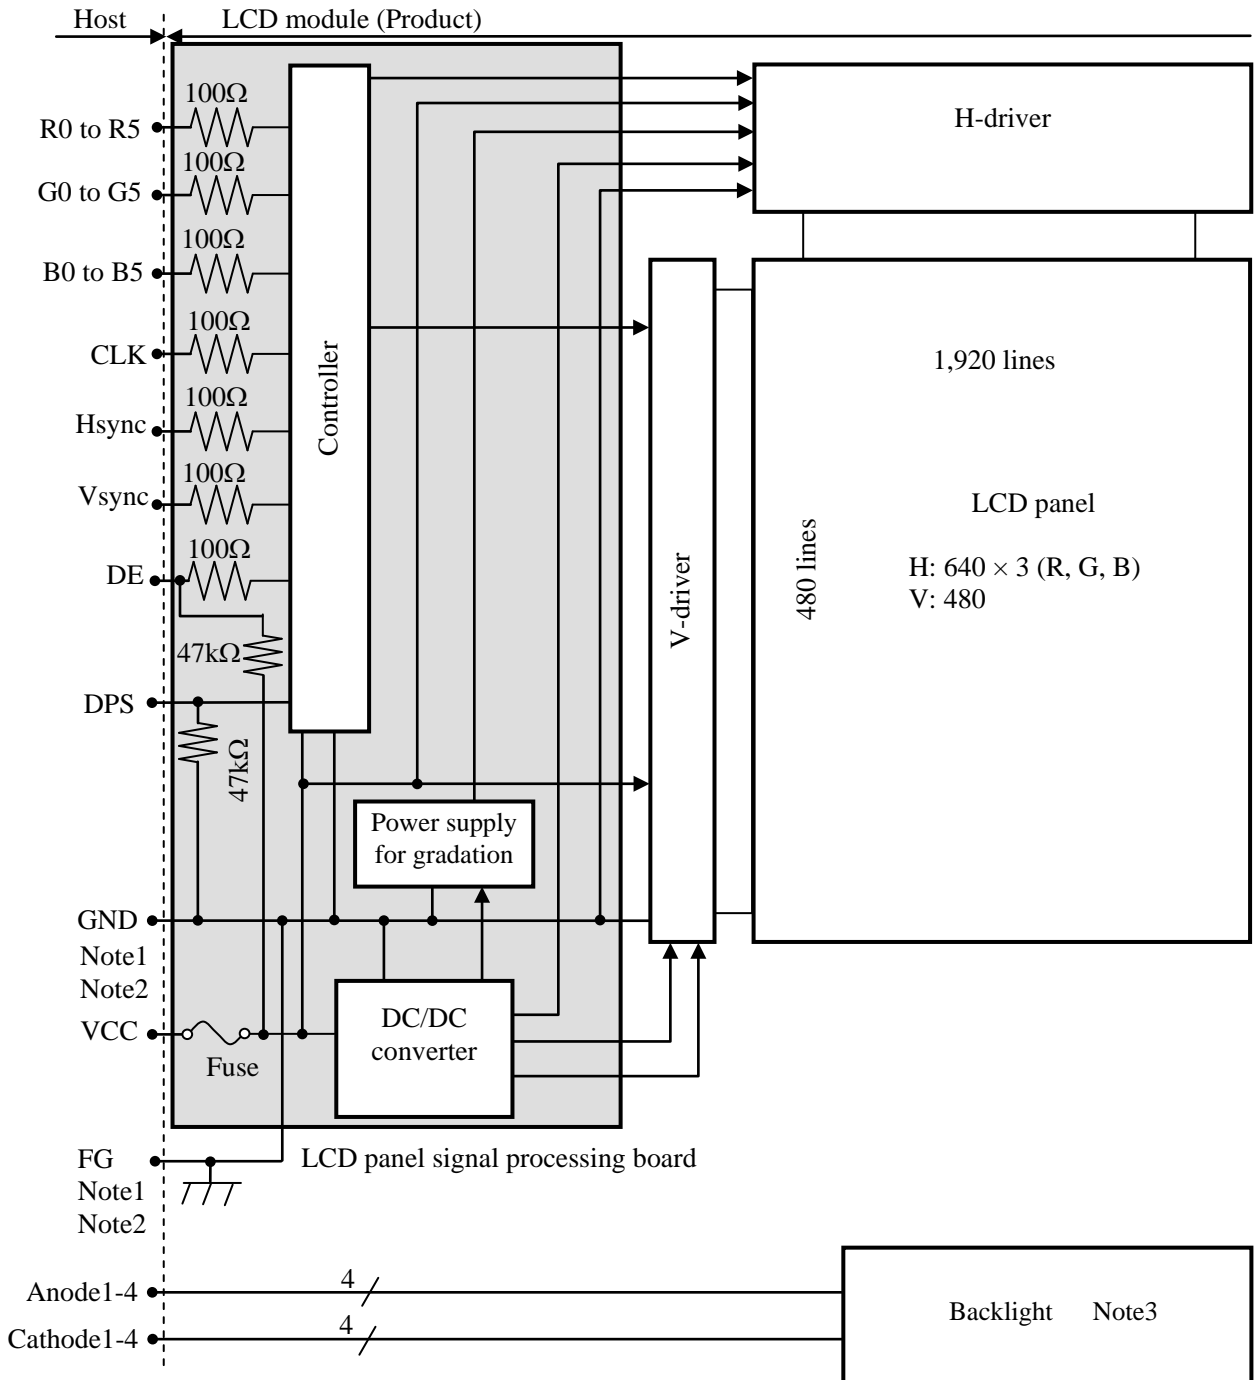 Host
LCD module (Product)
100Ω
R0 to R5
H-driver
100Ω
G0 to G5
100Ω
B0 to B5
100Ω
CLK
1,920 lines
Controller
100Ω
Hsync
100Ω
Vsync
LCD panel
100Ω
DE
480 lines
H: 640 × 3 (R, G, B)
V: 480
V-driver
47kΩ
DPS
47kΩ
Power supply
for gradation
GND
Note1
Note2
VCC
Fuse
DC/DC
converter
FG
Note1
Note2
LCD panel signal processing board
Anode1-4
4
Backlight Note3
Cathode1-4
4